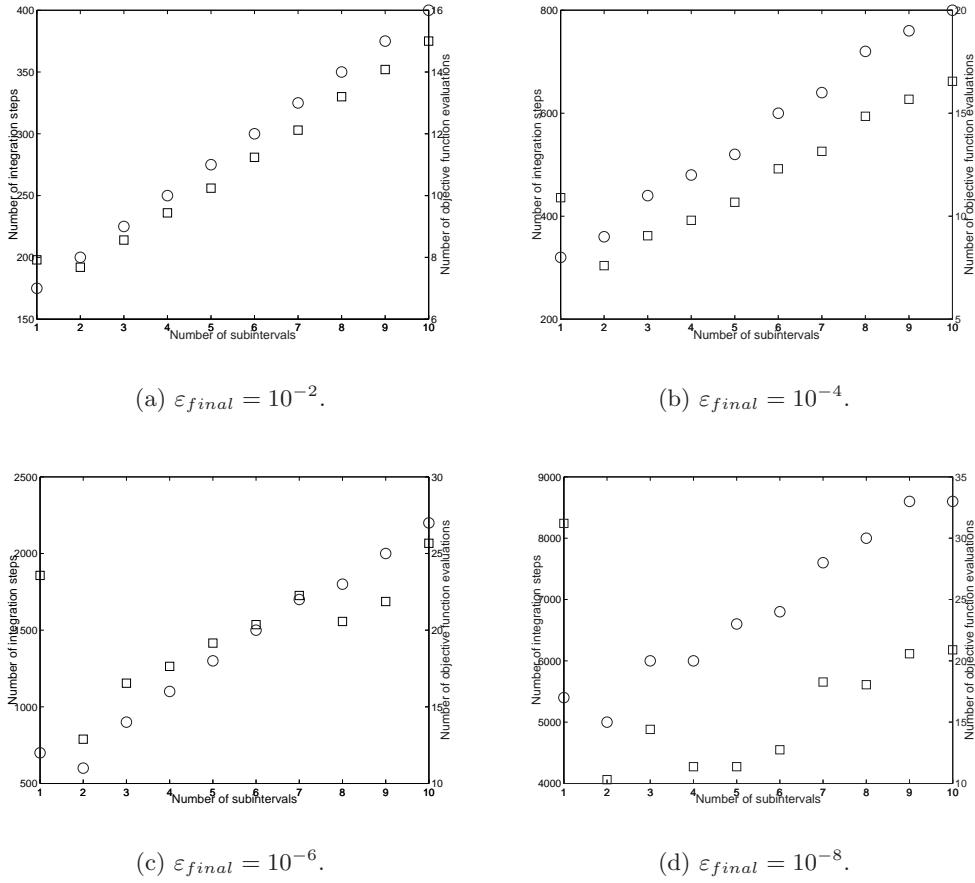 400
350
300
250
200
150
16
14
12
10
8
6
1 2 3 4 5 6 7 8 9 10
Number of subintervals
Number of integration steps
Number of objective function evaluations
(a) ε_final = 10^−2.
800
600
400
200
20
15
10
5
1 2 3 4 5 6 7 8 9 10
Number of subintervals
Number of integration steps
Number of objective function evaluations
(b) ε_final = 10^−4.
2500
2000
1500
1000
500
30
25
20
15
10
1 2 3 4 5 6 7 8 9 10
Number of subintervals
Number of integration steps
Number of objective function evaluations
(c) ε_final = 10^−6.
9000
8000
7000
6000
5000
4000
35
30
25
20
15
10
1 2 3 4 5 6 7 8 9 10
Number of subintervals
Number of integration steps
Number of objective function evaluations
(d) ε_final = 10^−8.